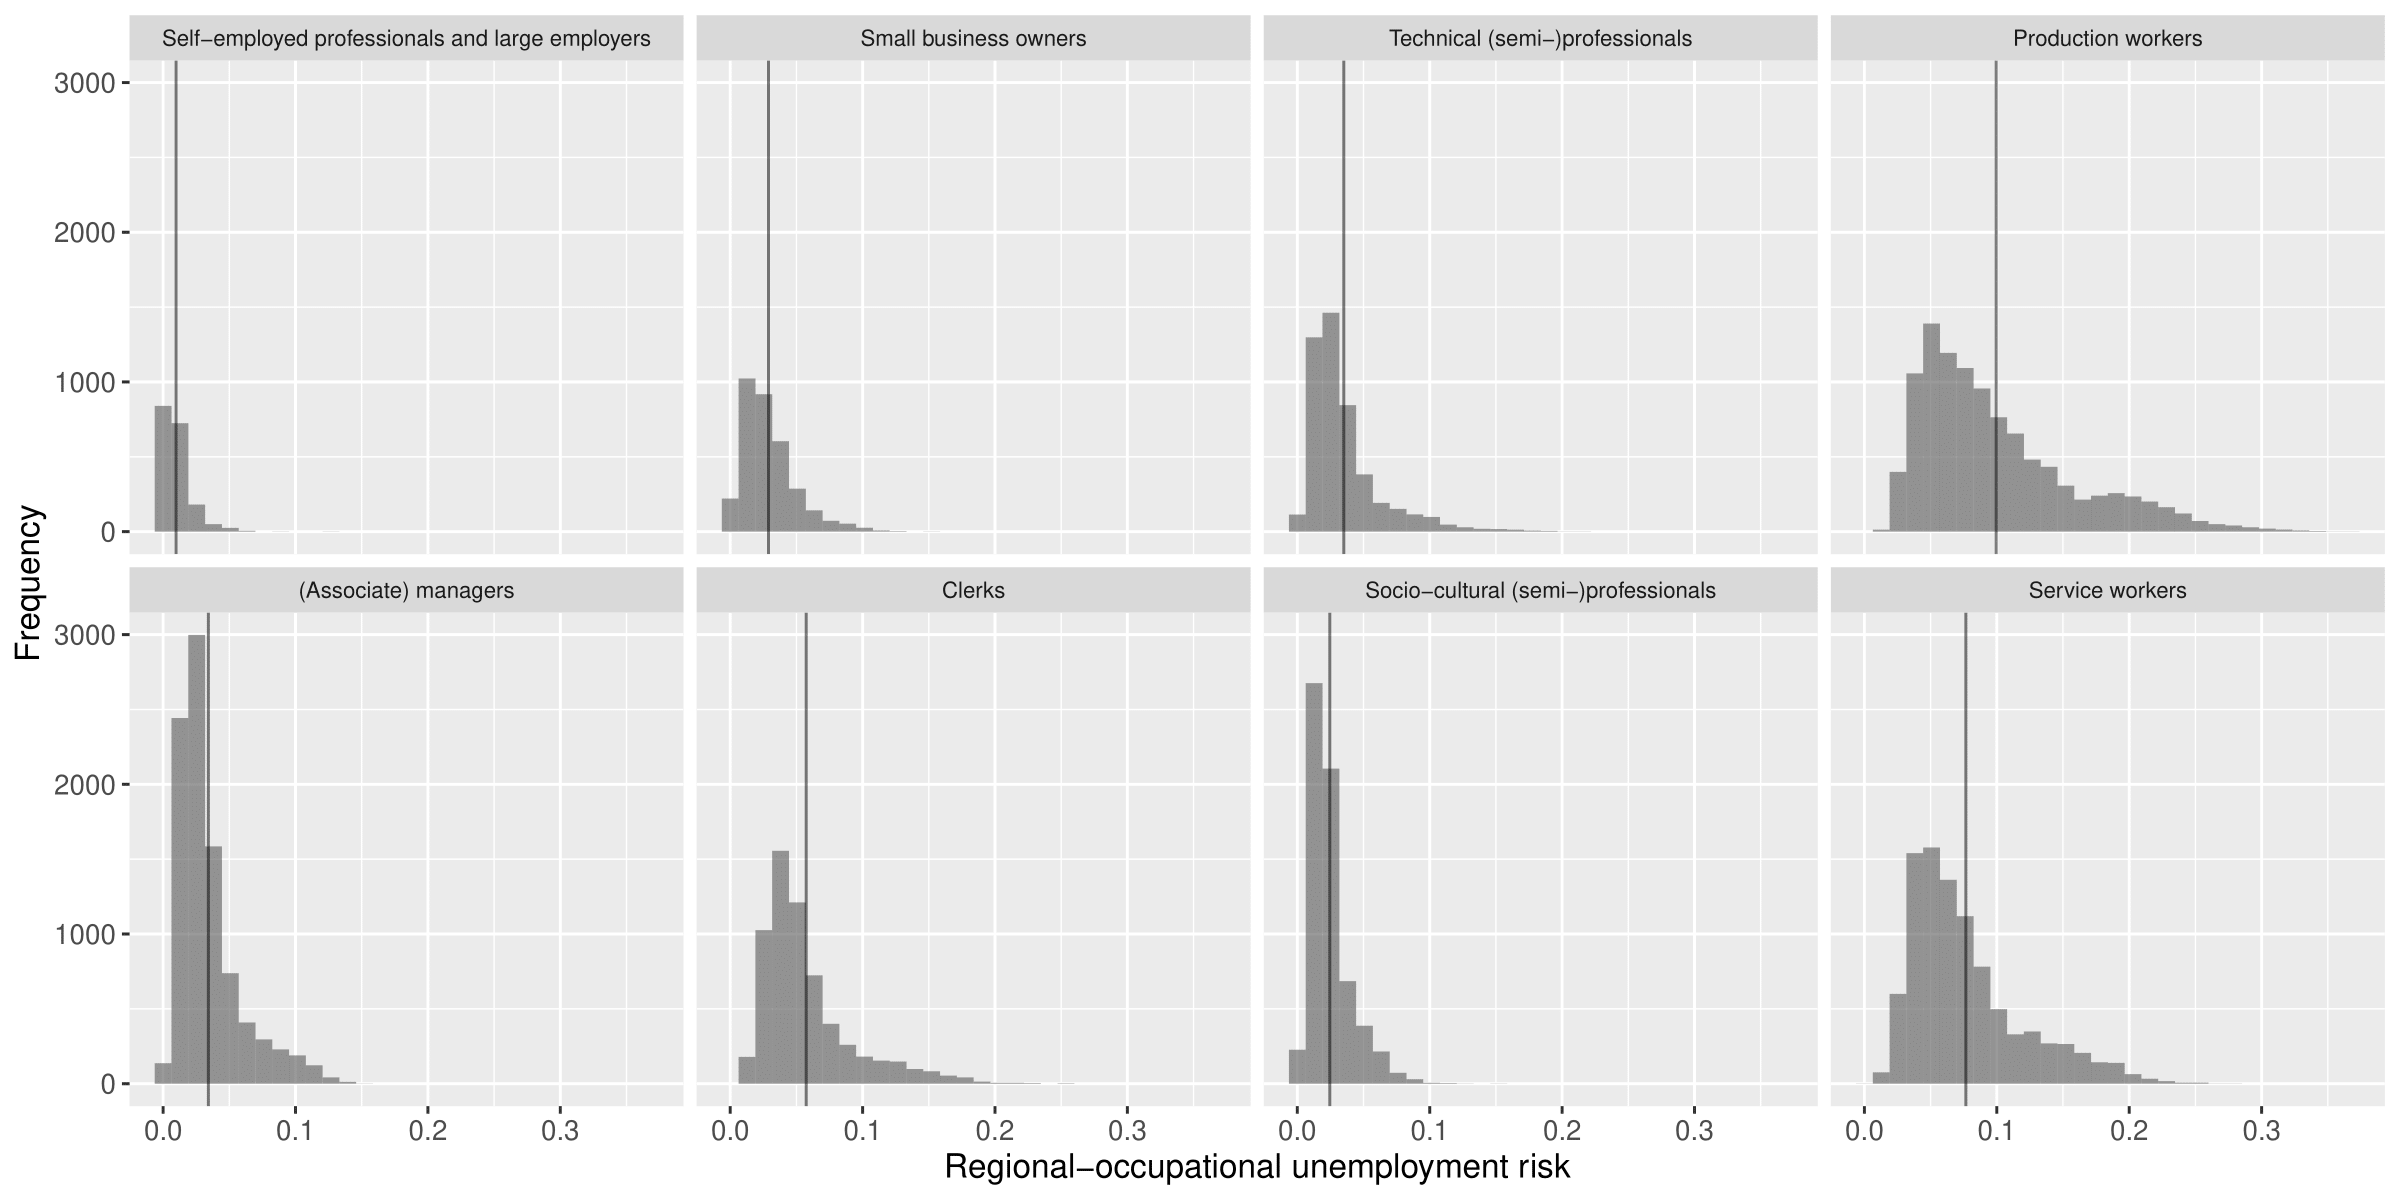 Self−employed professionals and large employers
Small business owners
Technical (semi−)professionals
Production workers
3000
2000
1000
0
(Associate) managers
Clerks
Socio−cultural (semi−)professionals
Service workers
3000
2000
1000
0
Frequency
0.0 0.1 0.2 0.3
0.0 0.1 0.2 0.3
0.0 0.1 0.2 0.3
0.0 0.1 0.2 0.3
Regional−occupational unemployment risk